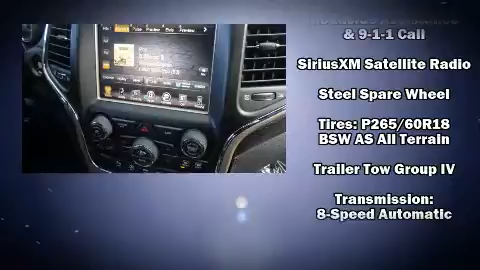 & 9-1-1 Call
SiriusXM Satellite Radio
Steel Spare Wheel
Tires: P265/60R18
BSW AS All Terrain
Trailer Tow Group IV
Transmission:
8-Speed Automatic